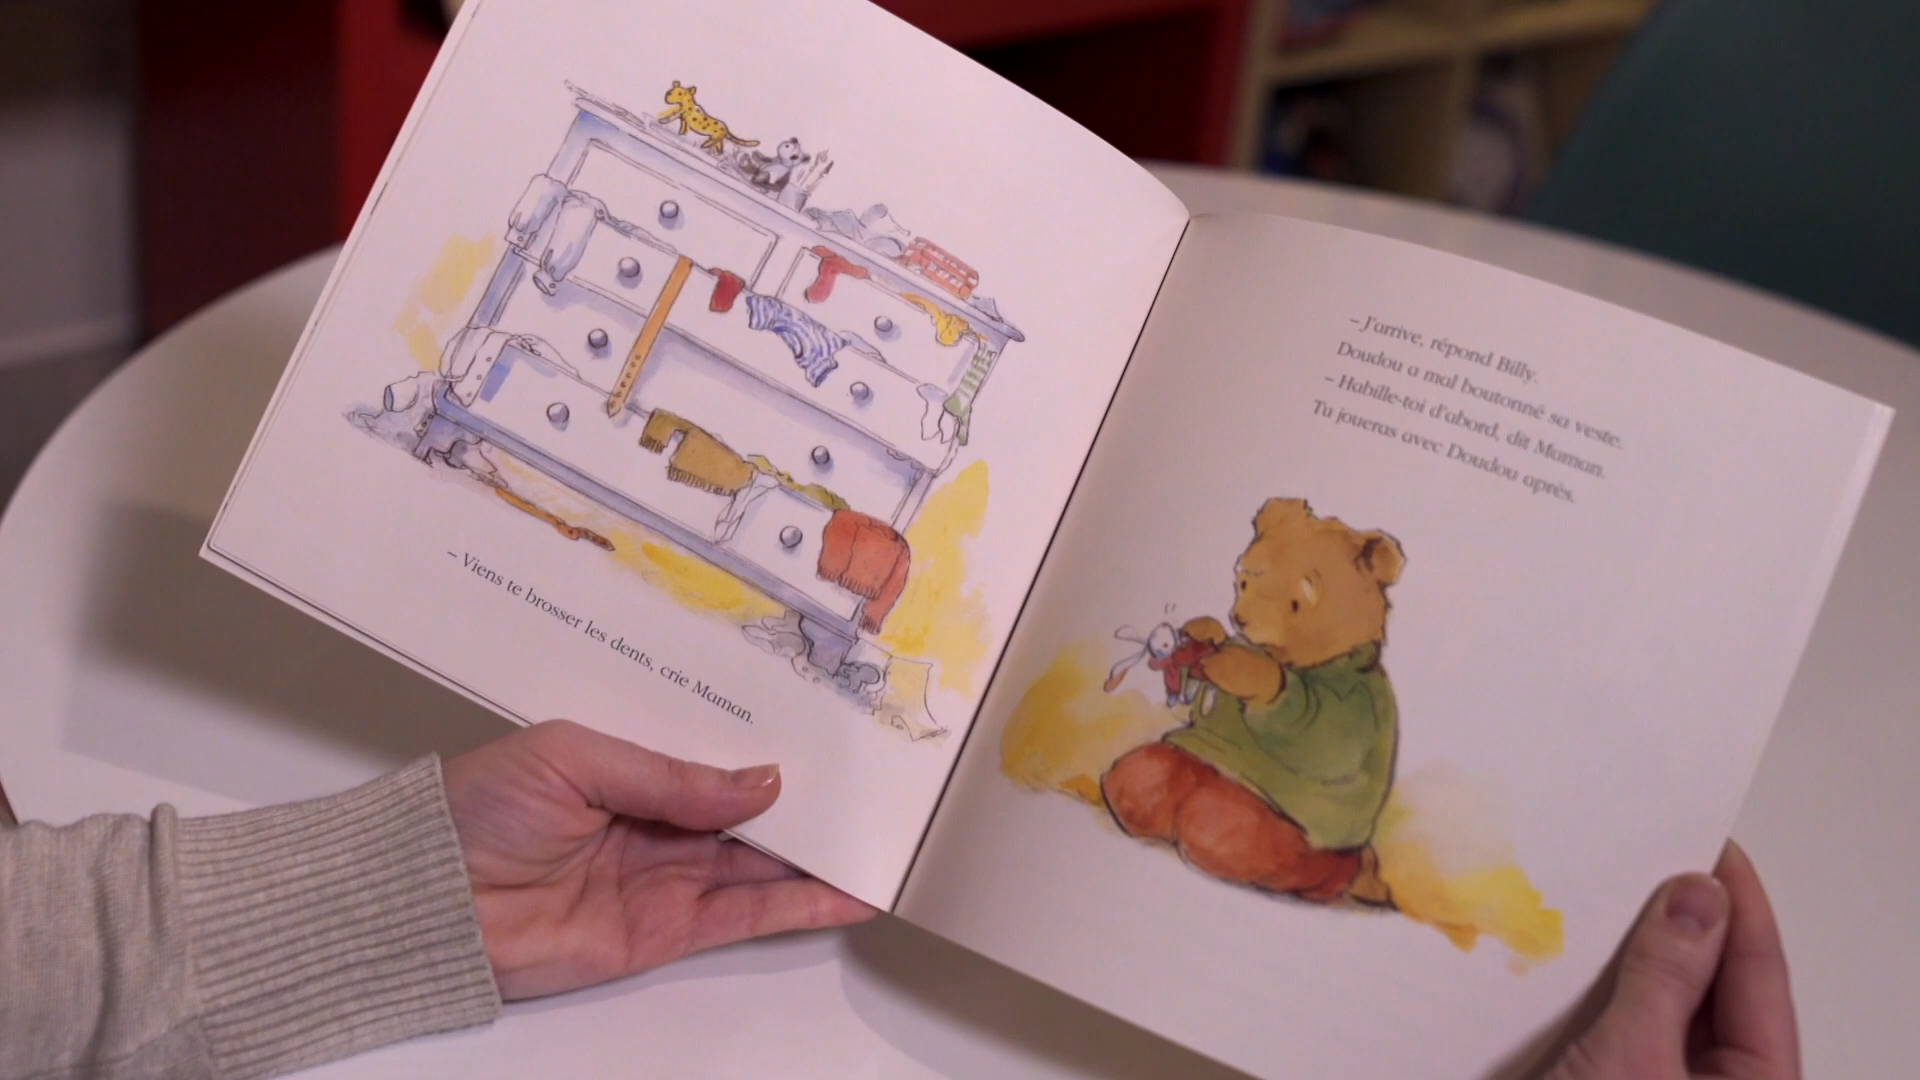 – Viens te brosser les dents, crie Maman.
– J'arrive, répond Billy.
Doudou a mal boutonné sa veste.
– Habille-toi d'abord, dit Maman.
Tu joueras avec Doudou après.